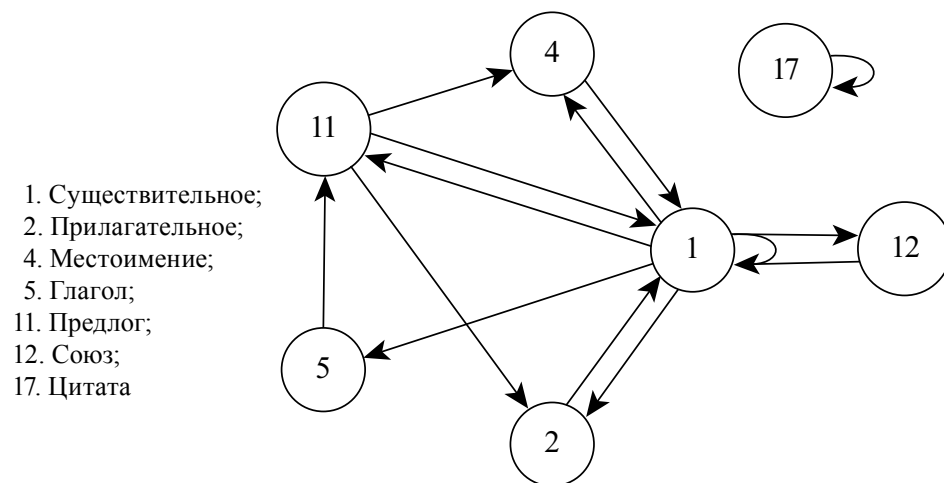 4
17
11
1. Существительное;
2. Прилагательное;
4. Местоимение;
5. Глагол;
11. Предлог;
12. Союз;
17. Цитата
1
12
5
2